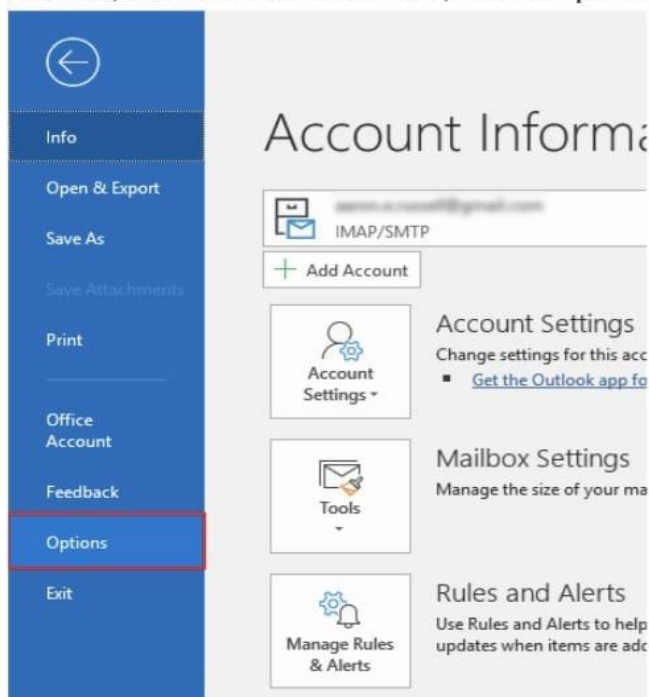 Info
Open & Export
Save As
Save Attachments
Print
Office
Account
Feedback
Options
Exit
Account Informa
IMAP/SMTP
Add Account
Account
Settings
Account Settings
Change settings for this acc
Get the Outlook app fo
Tools
Mailbox Settings
Manage the size of your ma
Manage Rules
& Alerts
Rules and Alerts
Use Rules and Alerts to help
updates when items are add